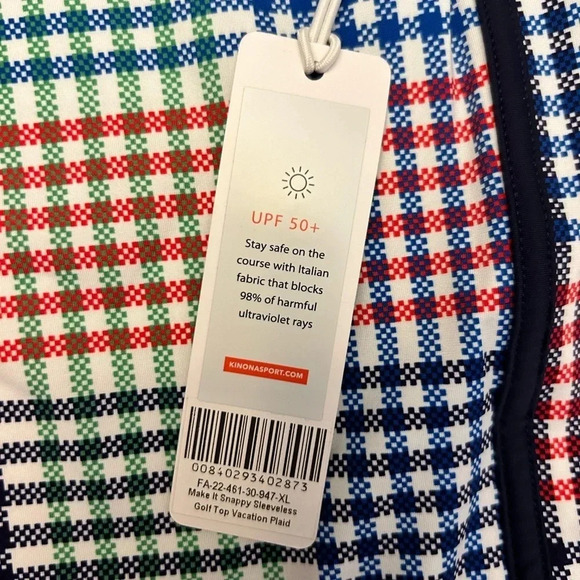 UPF 50+
Stay safe on the
course with Italian
fabric that blocks
98% of harmful
ultraviolet rays
KINONASPORT.COM
00840293402873
FA-22-461-30-947-XL
Make it Snappy Sleeveless
Golf Top Vacation Plaid